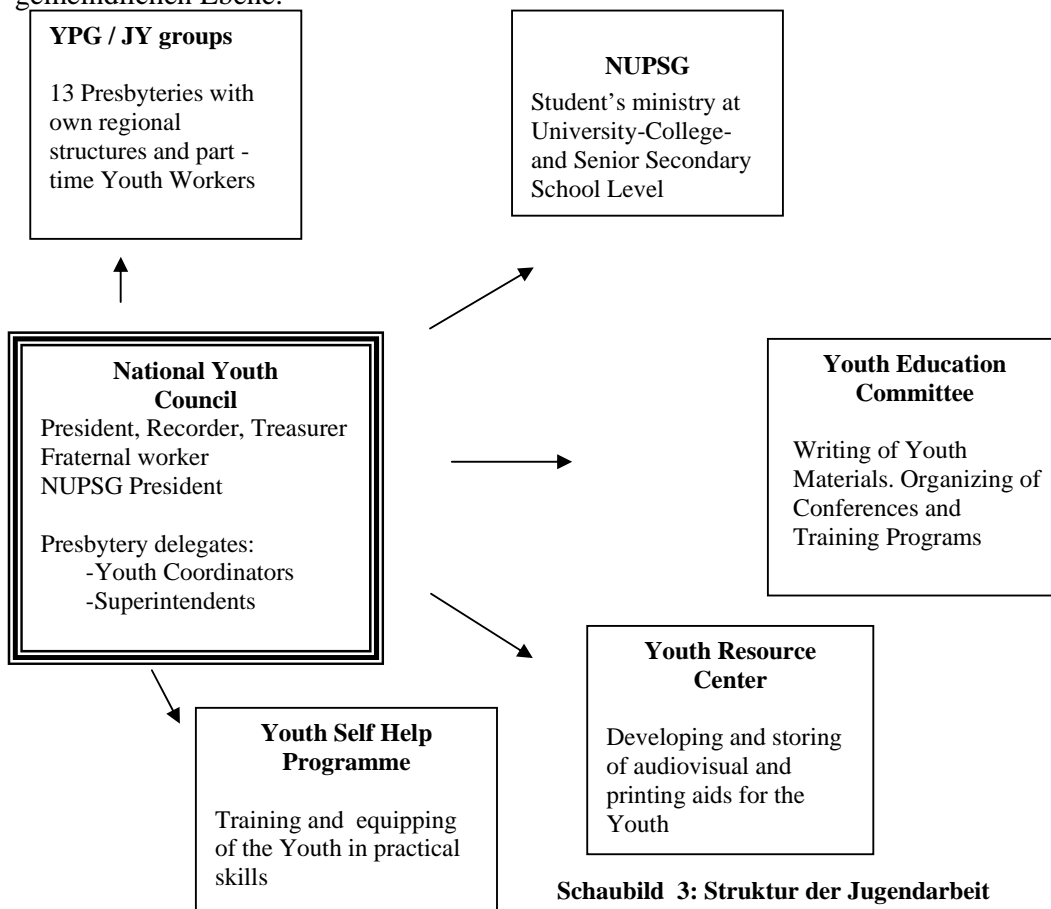 gemeindlichen Ebene.
YPG / JY groups
13 Presbyteries with
own regional
structures and part -
time Youth Workers
NUPSG
Student’s ministry at
University-College-
and Senior Secondary
School Level
National Youth
Council
President, Recorder, Treasurer
Fraternal worker
NUPSG President
Presbytery delegates:
-Youth Coordinators
-Superintendents
Youth Education
Committee
Writing of Youth
Materials. Organizing of
Conferences and
Training Programs
Youth Resource
Center
Developing and storing
of audiovisual and
printing aids for the
Youth
Youth Self Help
Programme
Training and equipping
of the Youth in practical
skills
Schaubild 3: Struktur der Jugendarbeit